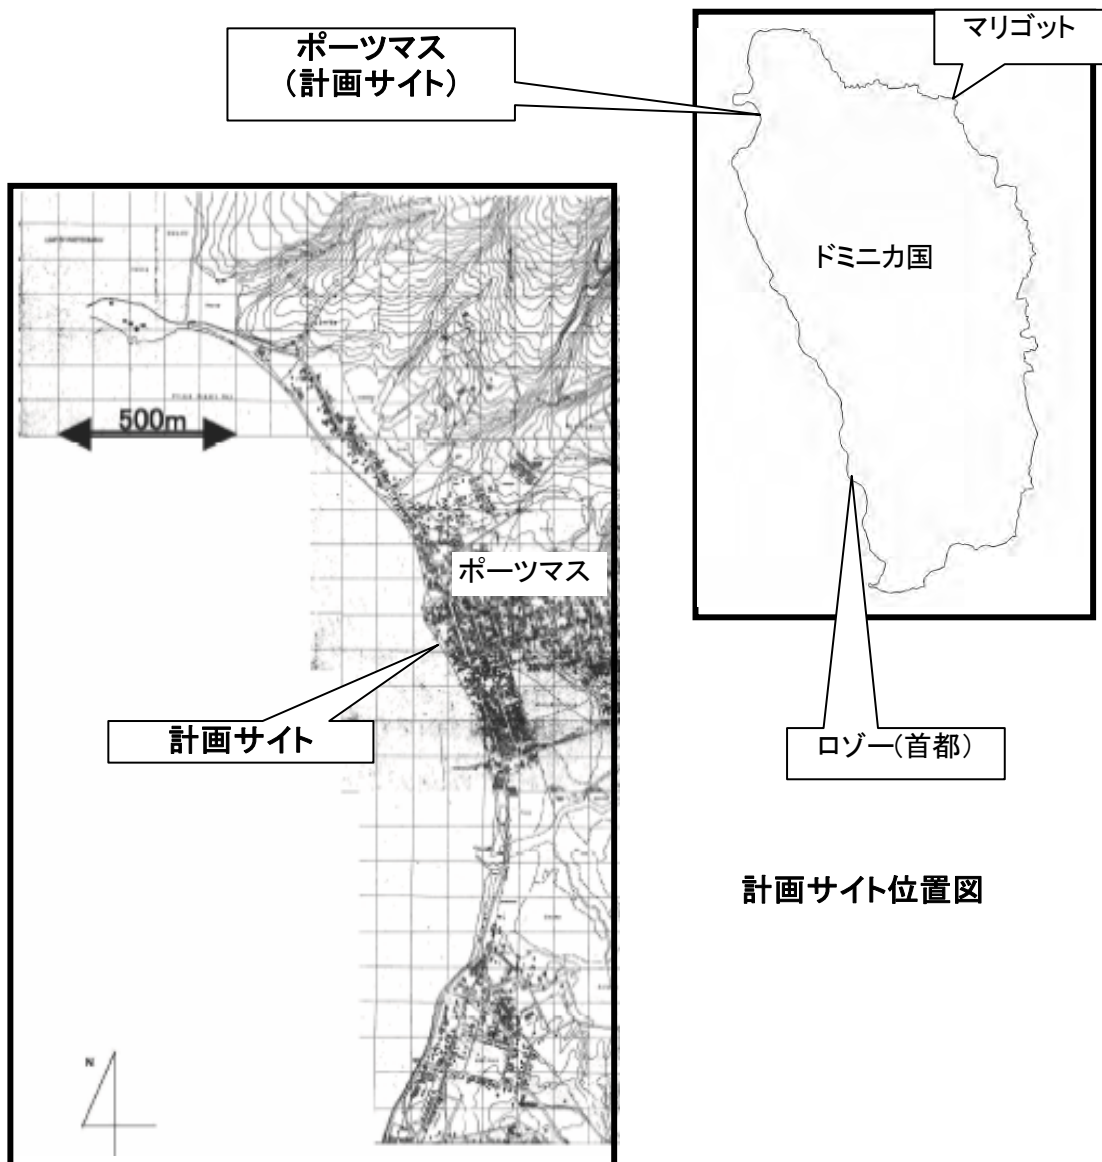 ポーツマス
（計画サイト）
マリゴット
ドミニカ国
500m
ポーツマス
計画サイト
ロゾー(首都）
計画サイト位置図
N